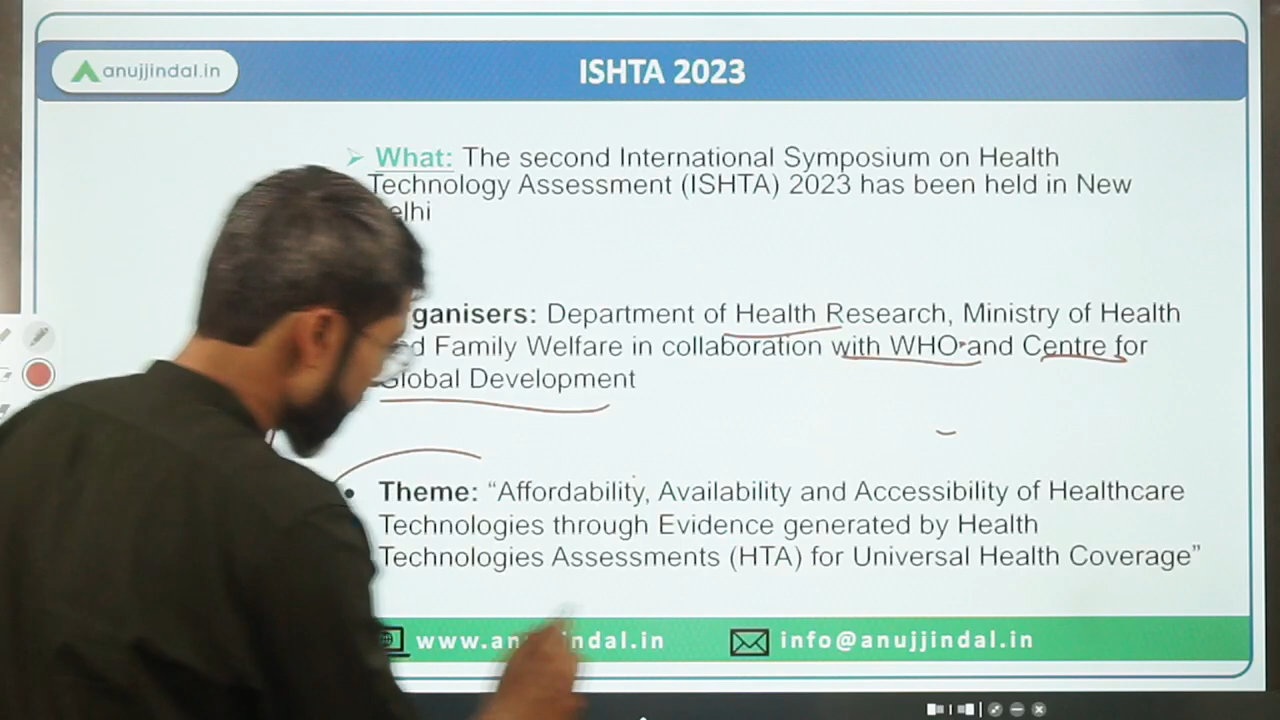 anujjindal.in
ISHTA 2023
What: The second International Symposium on Health
Technology Assessment (ISHTA) 2023 has been held in New
elhi
ganisers: Department of Health Research, Ministry of Health
d Family Welfare in collaboration with WHO and Centre for
Global Development
Theme: “Affordability, Availability and Accessibility of Healthcare
Technologies through Evidence generated by Health
Technologies Assessments (HTA) for Universal Health Coverage”
www.an indal.in info@anujjindal.in